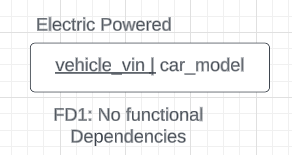 Electric Powered
vehicle_vin | car_model
FD1: No functional
Dependencies